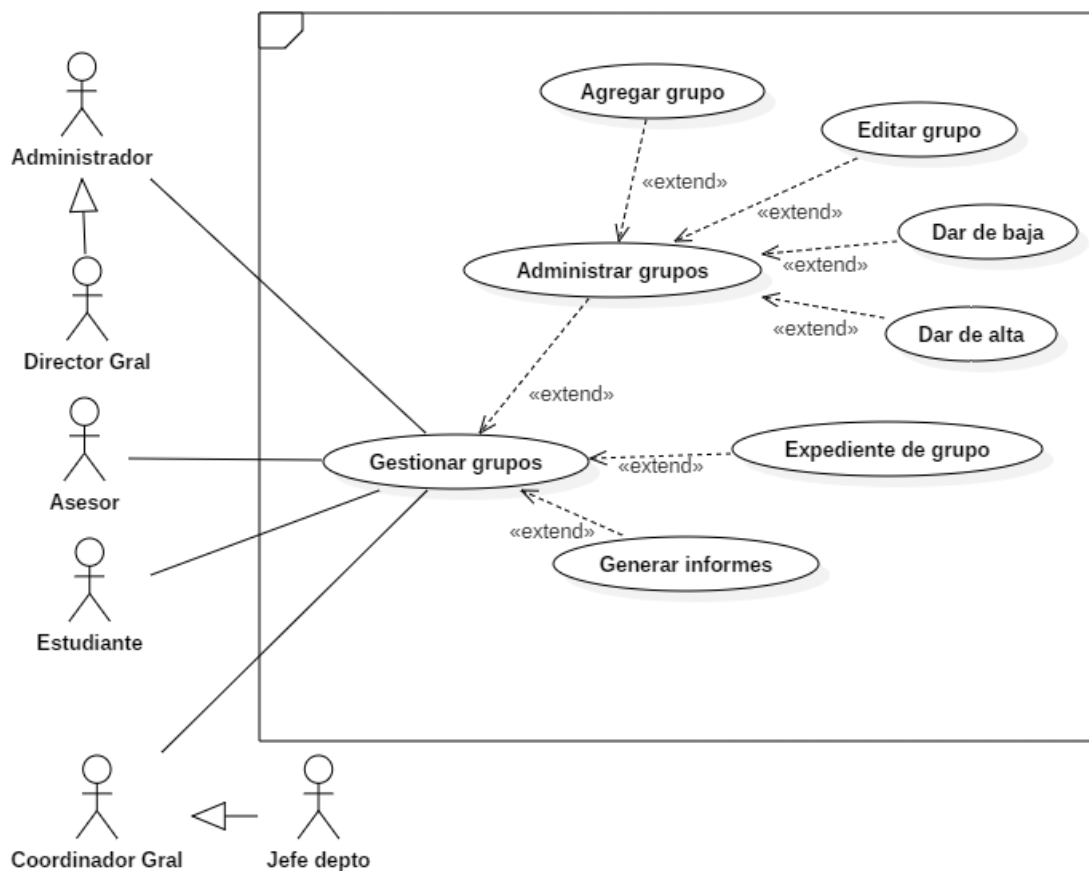 Agregar grupo
Editar grupo
Administrador
«extend»
«extend»
Dar de baja
Administrar grupos
«extend»
«extend»
Dar de alta
Director Gral
«extend»
Expediente de grupo
Gestionar grupos
«extend»
Asesor
«extend»
Generar informes
Estudiante
Coordinador Gral
Jefe depto